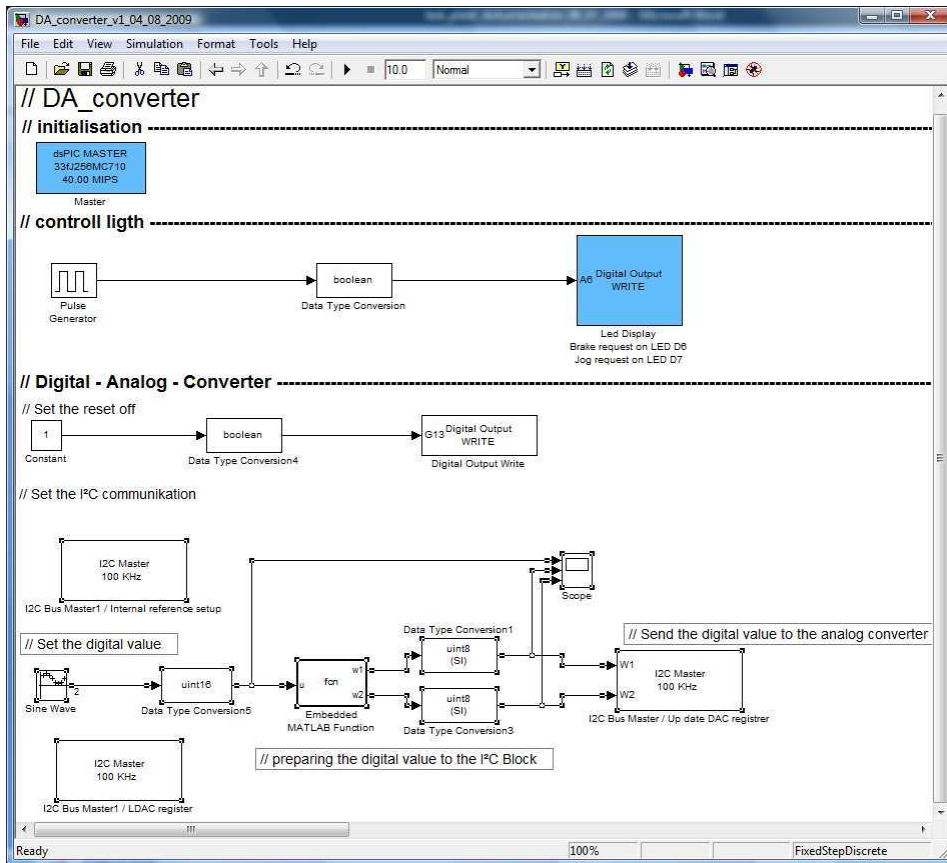 DA_converter_v1_04_08_2009
File Edit View Simulation Format Tools Help
10.0 Normal
// DA_converter
// initialisation
dsPIC MASTER
33fJ256MC710
40.00 MIPS
Master
// controll ligth
Pulse
Generator
boolean
Data Type Conversion
A6 Digital Output
WRITE
Led Display
Brake request on LED D6
Jog request on LED D7
// Digital - Analog - Converter
// Set the reset off
1
Constant
boolean
Data Type Conversion4
G13 Digital Output
WRITE
Digital Output Write
// Set the I²C communikation
I2C Master
100 KHz
I2C Bus Master1 / Internal reference setup
Scope
// Set the digital value
Sine Wave
2
uint16
Data Type Conversion5
u fcn w1
w2
Embedded
MATLAB Function
Data Type Conversion1
uint8
(SI)
uint8
(SI)
Data Type Conversion3
// Send the digital value to the analog converter
W1 I2C Master
100 KHz
W2
I2C Bus Master / Up date DAC registrer
// preparing the digital value to the I²C Block
I2C Master
100 KHz
I2C Bus Master1 / LDAC register
Ready 100% FixedStepDiscrete